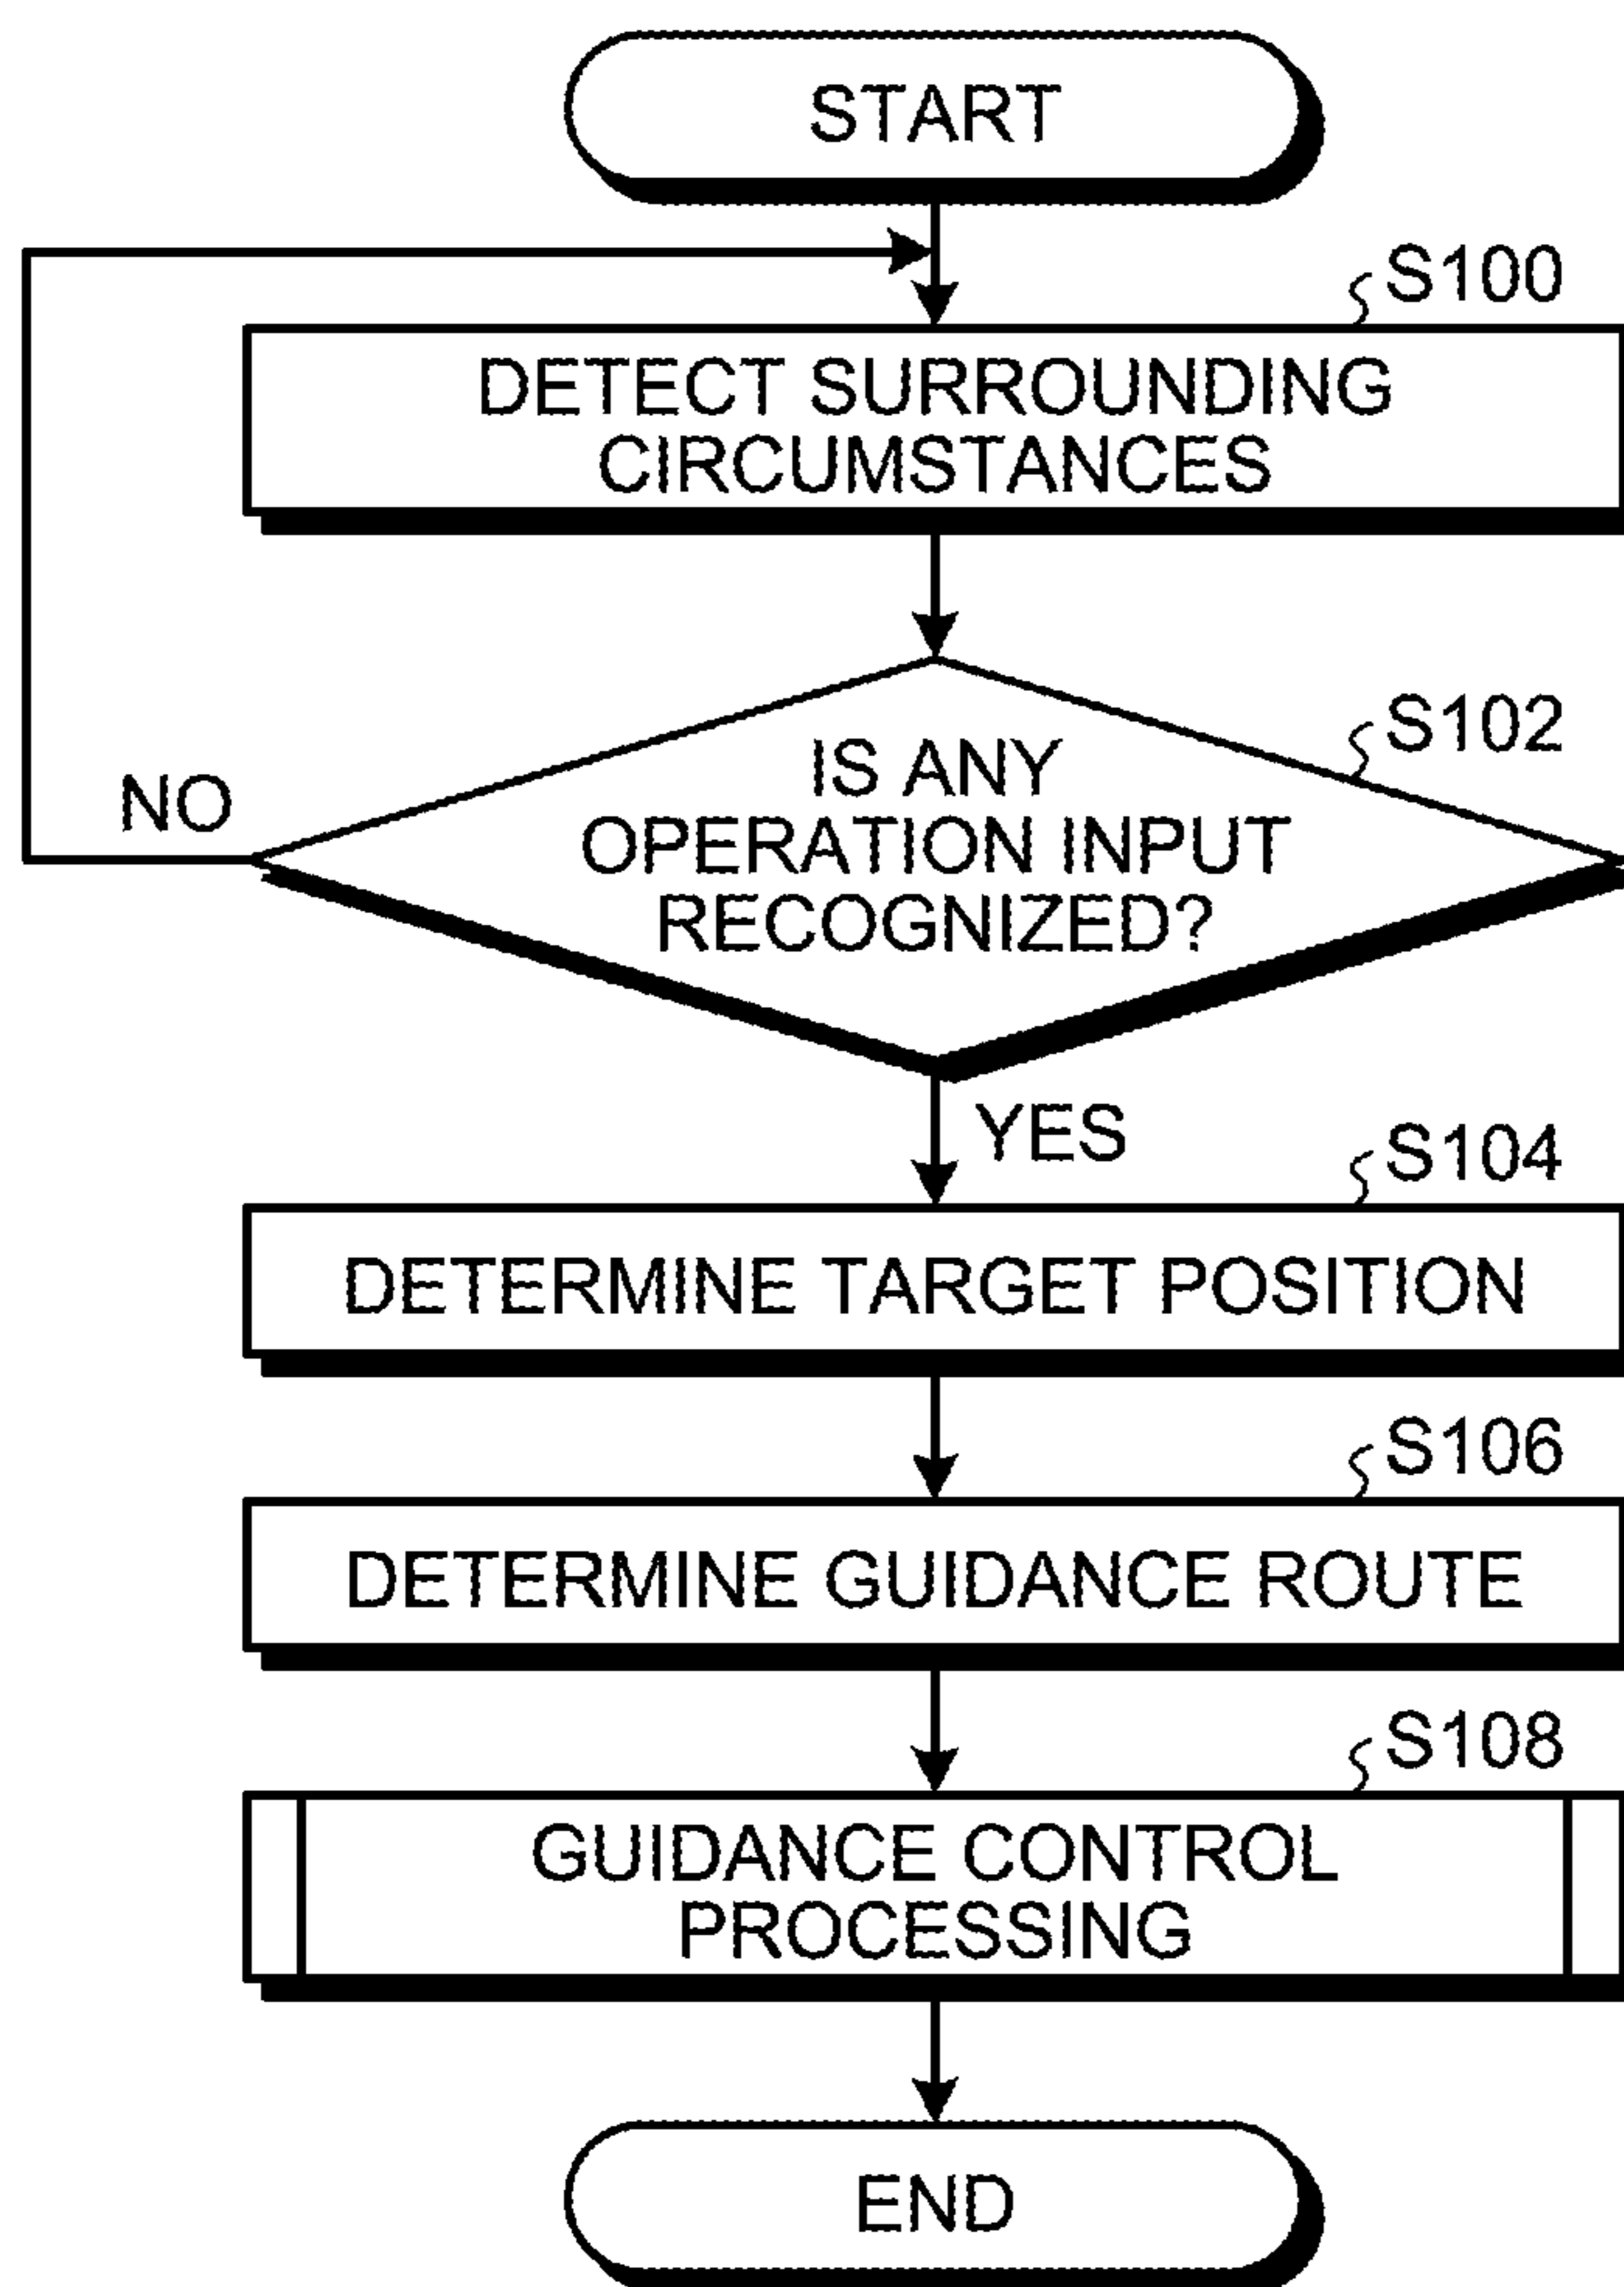 START
S100
DETECT SURROUNDING
CIRCUMSTANCES
S102
IS ANY
OPERATION INPUT
RECOGNIZED?
NO
YES
S104
DETERMINE TARGET POSITION
S106
DETERMINE GUIDANCE ROUTE
S108
GUIDANCE CONTROL
PROCESSING
END